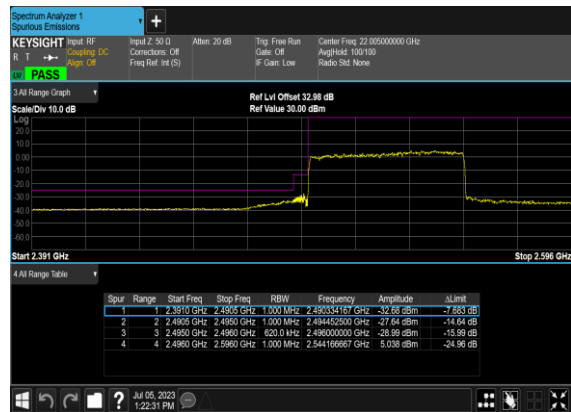 Spectrum Analyzer 1
Spurious Emissions
KEYSIGHT Input: RF Input Z: 50 Ω Atten: 20 dB Trig: Free Run Center Freq: 22.005000000 GHz
R T Coupling: DC Corrections: Off Gate: Off Avg|Hold: 100/100
Align: Off Freq Ref: Int (S) IF Gain: Low Radio Std: None
LW PASS
3 All Range Graph
Ref Lvl Offset 32.98 dB
Scale/Div 10.0 dB Ref Value 30.00 dBm
Log
20.0
10.0
0.00
-10.0
-20.0
-30.0
-40.0
-50.0
-60.0
Start 2.391 GHz Stop 2.596 GHz
4 All Range Table
Spur Range Start Freq Stop Freq RBW Frequency Amplitude ΔLimit
1 1 2.3910 GHz 2.4905 GHz 1.000 MHz 2.490334167 GHz -32.68 dBm -7.683 dB
2 2 2.4905 GHz 2.4950 GHz 1.000 MHz 2.494452500 GHz -27.64 dBm -14.64 dB
3 3 2.4950 GHz 2.4960 GHz 620.0 kHz 2.496000000 GHz -28.99 dBm -15.99 dB
4 4 2.4960 GHz 2.5960 GHz 1.000 MHz 2.544166667 GHz 5.038 dBm -24.96 dB
? Jul 05, 2023
1:22:31 PM